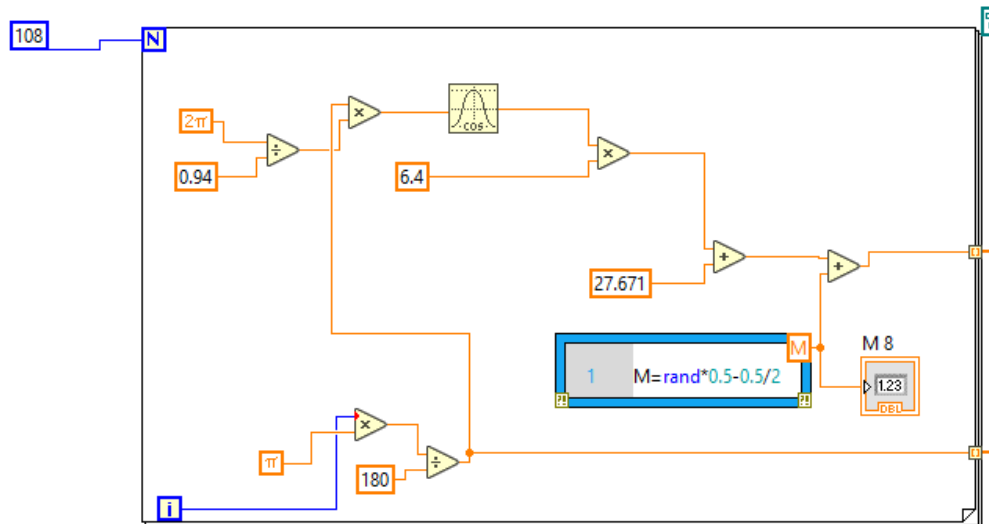 108
N
2π
÷
0.94
×
COS
6.4
×
27.671
+
+
M
1
M=rand*0.5-0.5/2
M 8
1.23
DBL
π
×
÷
180
i